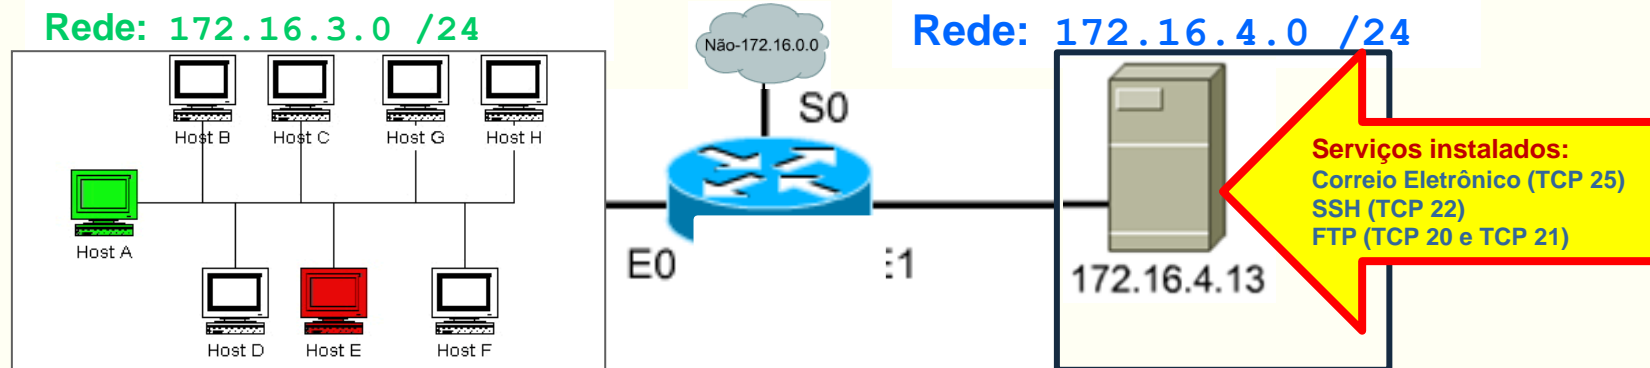 Rede: 172.16.3.0 /24
Não-172.16.0.0
Rede: 172.16.4.0 /24
S0
Host B
Host C
Host G
Host H
Host A
Host D
Host E
Host F
E0
:1
172.16.4.13
Serviços instalados:
Correio Eletrônico (TCP 25)
SSH (TCP 22)
FTP (TCP 20 e TCP 21)